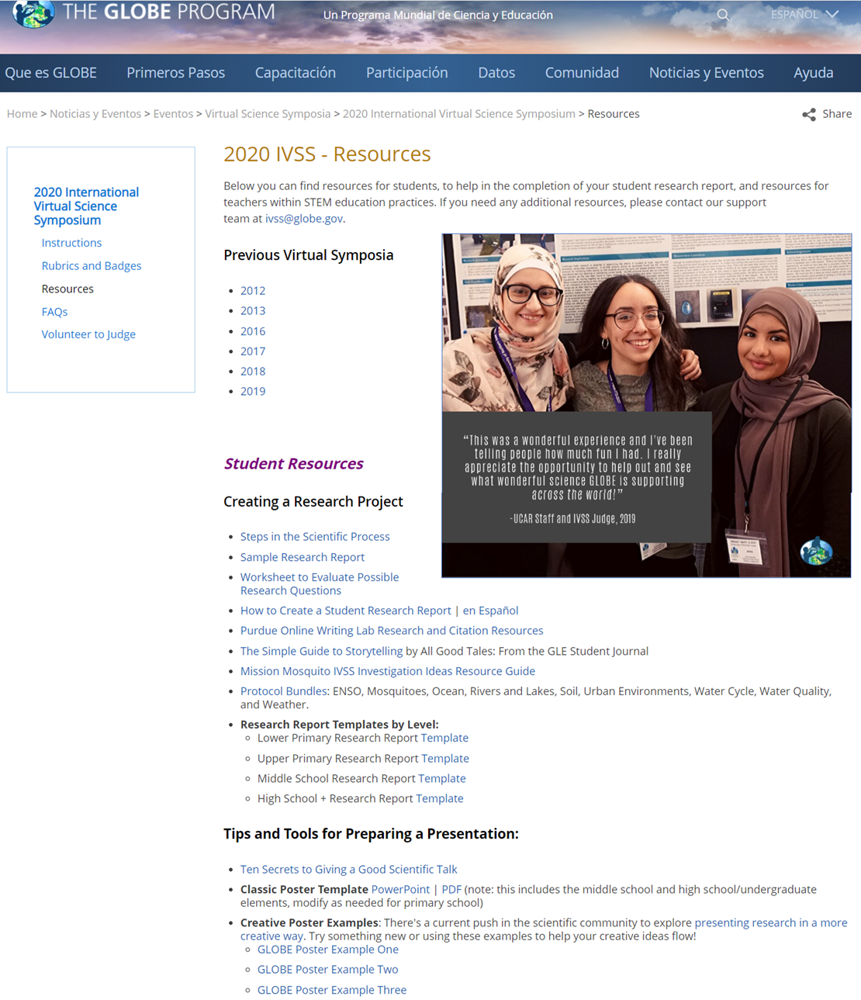 THE GLOBE PROGRAM
Un Programa Mundial de Ciencia y Educación
ESPAÑOL
Que es GLOBE Primeros Pasos Capacitación Participación Datos Comunidad Noticias y Eventos Ayuda
Home > Noticias y Eventos > Eventos > Virtual Science Symposia > 2020 International Virtual Science Symposium > Resources
Share
2020 International
Virtual Science
Symposium
Instructions
Rubrics and Badges
Resources
FAQs
Volunteer to Judge
2020 IVSS - Resources
Below you can find resources for students, to help in the completion of your student research report, and resources for
teachers within STEM education practices. If you need any additional resources, please contact our support
team at ivss@globe.gov.
Previous Virtual Symposia
• 2012
• 2013
• 2016
• 2017
• 2018
• 2019
“This was a wonderful experience and I've been
telling people how much fun I had. I really
appreciate the opportunity to help out and see
what wonderful science GLOBE is supporting
across the world!”
-UCAR Staff and IVSS Judge, 2019
Student Resources
Creating a Research Project
• Steps in the Scientific Process
• Sample Research Report
• Worksheet to Evaluate Possible
Research Questions
• How to Create a Student Research Report | en Español
• Purdue Online Writing Lab Research and Citation Resources
• The Simple Guide to Storytelling by All Good Tales: From the GLE Student Journal
• Mission Mosquito IVSS Investigation Ideas Resource Guide
• Protocol Bundles: ENSO, Mosquitoes, Ocean, Rivers and Lakes, Soil, Urban Environments, Water Cycle, Water Quality,
and Weather.
• Research Report Templates by Level:
◦ Lower Primary Research Report Template
◦ Upper Primary Research Report Template
◦ Middle School Research Report Template
◦ High School + Research Report Template
Tips and Tools for Preparing a Presentation:
• Ten Secrets to Giving a Good Scientific Talk
• Classic Poster Template PowerPoint | PDF (note: this includes the middle school and high school/undergraduate
elements, modify as needed for primary school)
• Creative Poster Examples: There's a current push in the scientific community to explore presenting research in a more
creative way. Try something new or using these examples to help your creative ideas flow!
◦ GLOBE Poster Example One
◦ GLOBE Poster Example Two
◦ GLOBE Poster Example Three